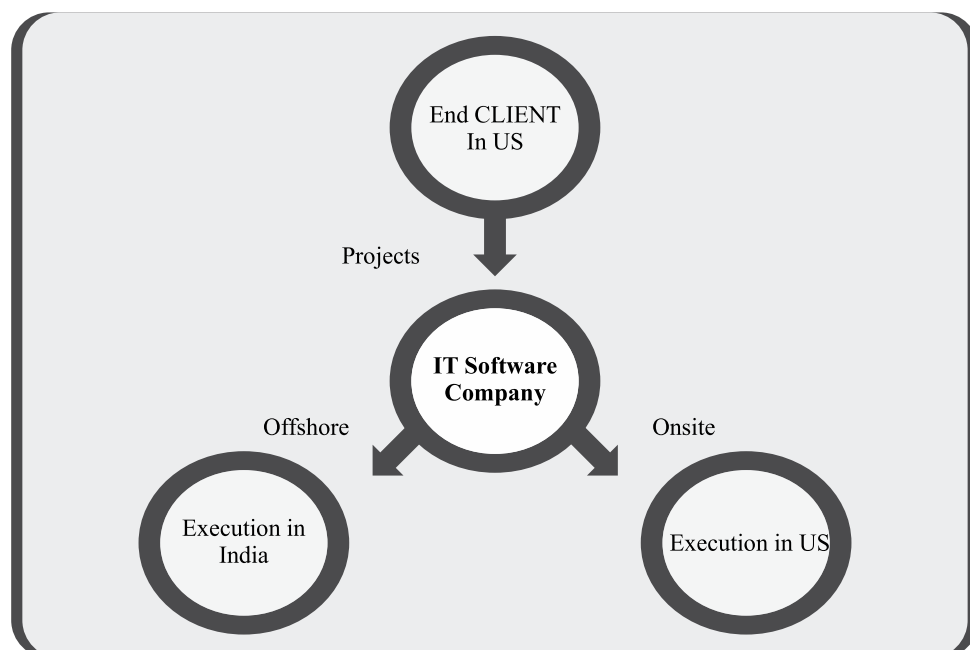 End CLIENT
In US
Projects
IT Software
Company
Offshore
Onsite
Execution in
India
Execution in US